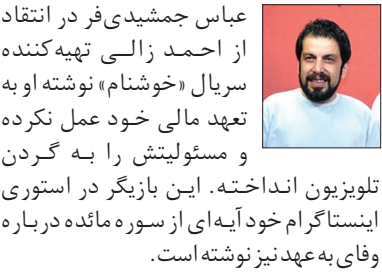 عباس جمشیدی‌فر در انتقاد
از احمد زالی تهیه‌کننده
سریال «خوشنام» نوشته او به
تعهد مالی خود عمل نکرده
و مسئولیتش را به گردن
تلویزیون انداخته. این بازیگر در استوری
اینستاگرام خود آیه‌ای از سوره مائده درباره
وفای به عهد نیز نوشته است.